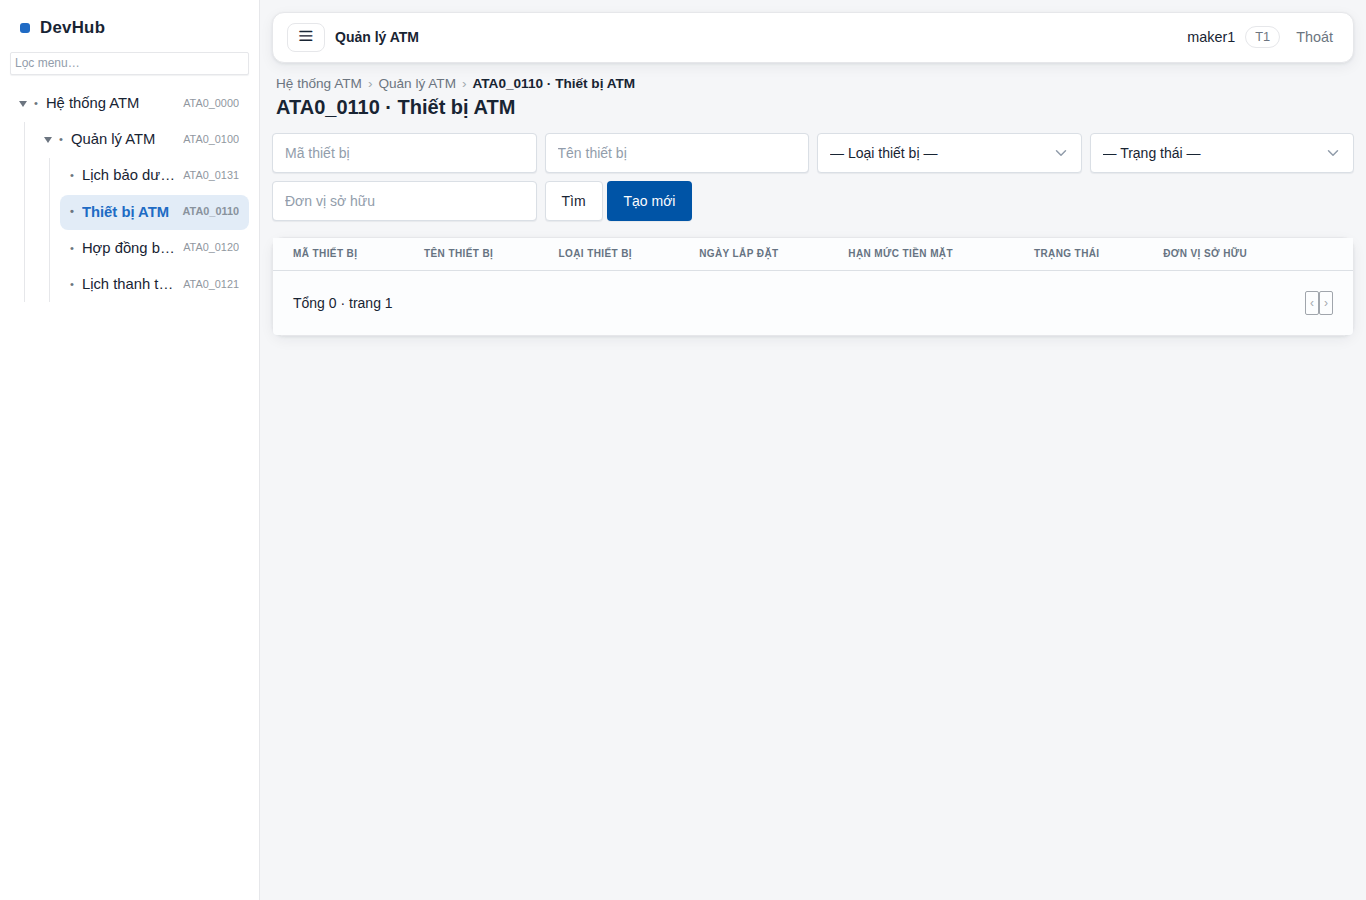 DevHub
Lọc menu…
Hệ thống ATM ATA0_0000
Quản lý ATM ATA0_0100
Lịch bảo dư… ATA0_0131
Thiết bị ATM ATA0_0110
Hợp đồng b… ATA0_0120
Lịch thanh t… ATA0_0121
Quản lý ATM
maker1 T1 Thoát
Hệ thống ATM › Quản lý ATM › ATA0_0110 · Thiết bị ATM
ATA0_0110 · Thiết bị ATM
Mã thiết bị Tên thiết bị — Loại thiết bị — — Trạng thái —
Đơn vị sở hữu Tìm Tạo mới
MÃ THIẾT BỊ TÊN THIẾT BỊ LOẠI THIẾT BỊ NGÀY LẮP ĐẶT HẠN MỨC TIỀN MẶT TRẠNG THÁI ĐƠN VỊ SỞ HỮU
Tổng 0 · trang 1 ‹ ›